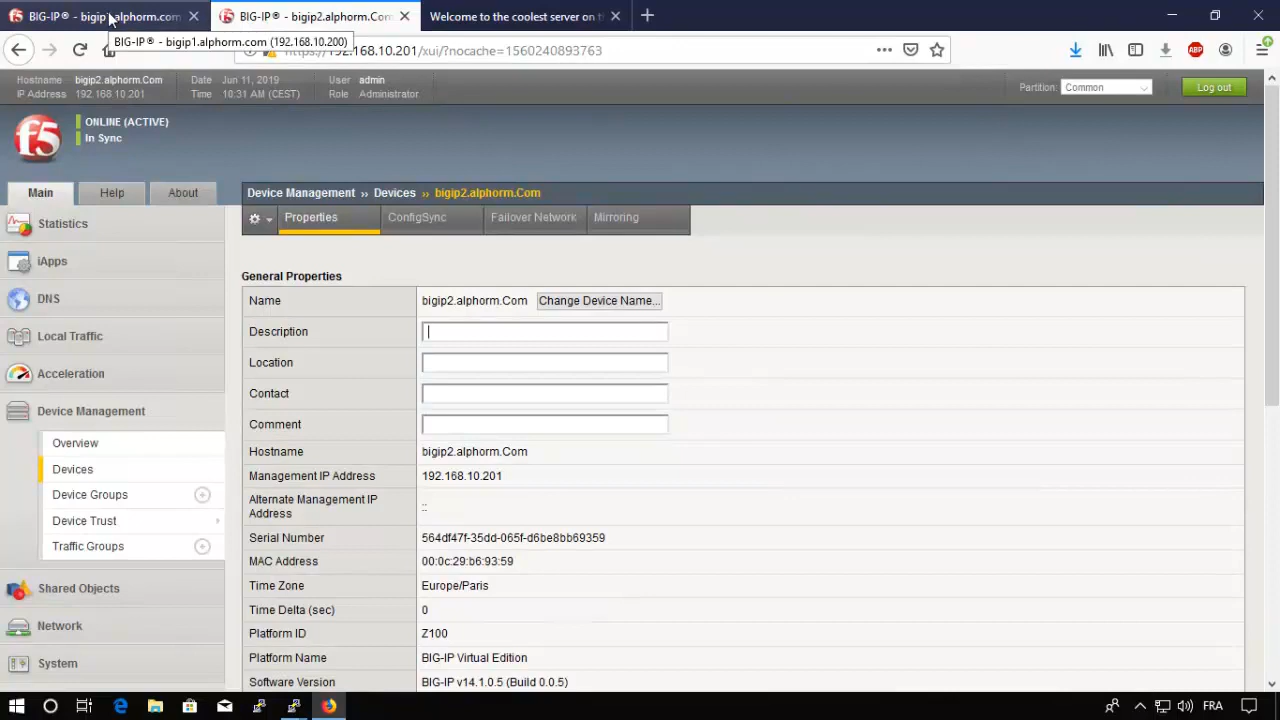 BIG-IP® - bigip1.alphorm.com
BIG-IP® - bigip2.alphorm.Com
Welcome to the coolest server on t
BIG-IP® - bigip1.alphorm.com (192.168.10.200)
https://192.168.10.201/xui/?nocache=1560240893763
ABP
Hostname bigip2.alphorm.Com Date Jun 11, 2019 User admin
IP Address 192.168.10.201 Time 10:31 AM (CEST) Role Administrator
Partition: Common
Log out
f5
ONLINE (ACTIVE)
In Sync
Main Help About
Device Management ›› Devices ›› bigip2.alphorm.Com
Properties ConfigSync Failover Network Mirroring
Statistics
iApps
DNS
Local Traffic
Acceleration
Device Management
Overview
Devices
Device Groups
Device Trust
Traffic Groups
Shared Objects
Network
System
General Properties
Name bigip2.alphorm.Com Change Device Name...
Description
Location
Contact
Comment
Hostname bigip2.alphorm.Com
Management IP Address 192.168.10.201
Alternate Management IP
Address ::
Serial Number 564df47f-35dd-065f-d6be8bb69359
MAC Address 00:0c:29:b6:93:59
Time Zone Europe/Paris
Time Delta (sec) 0
Platform ID Z100
Platform Name BIG-IP Virtual Edition
Software Version BIG-IP v14.1.0.5 (Build 0.0.5)
FRA